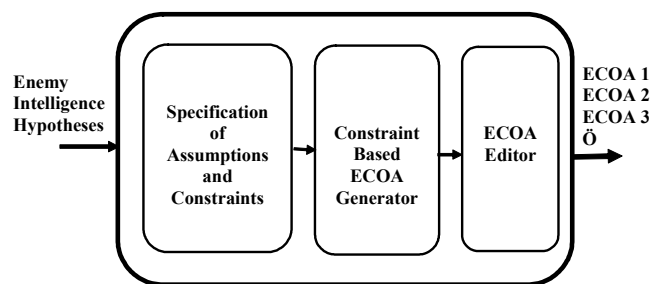 Enemy
Intelligence
Hypotheses
Specification
of
Assumptions
and
Constraints
Constraint
Based
ECOA
Generator
ECOA
Editor
ECOA 1
ECOA 2
ECOA 3
Ö